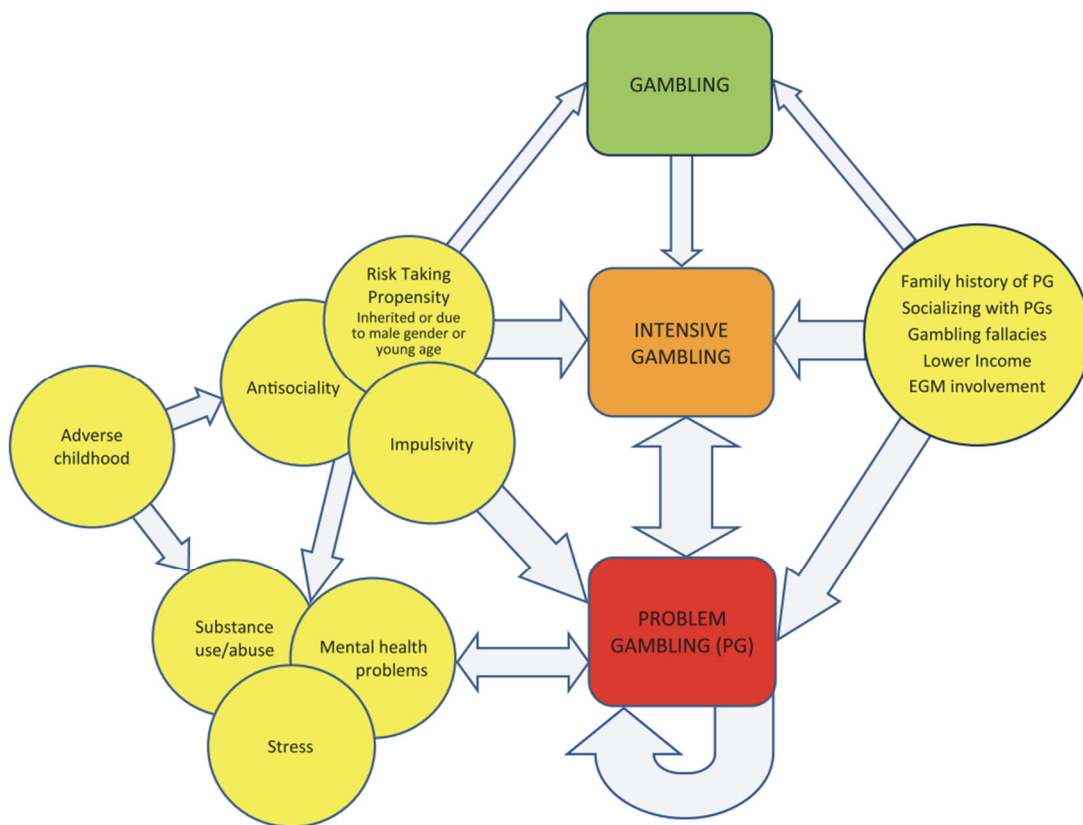 GAMBLING
Risk Taking
Propensity
Inherited or due
to male gender or
young age
Antisociality
Impulsivity
Adverse
childhood
INTENSIVE
GAMBLING
Family history of PG
Socializing with PGs
Gambling fallacies
Lower Income
EGM involvement
Substance
use/abuse
Mental health
problems
Stress
PROBLEM
GAMBLING (PG)